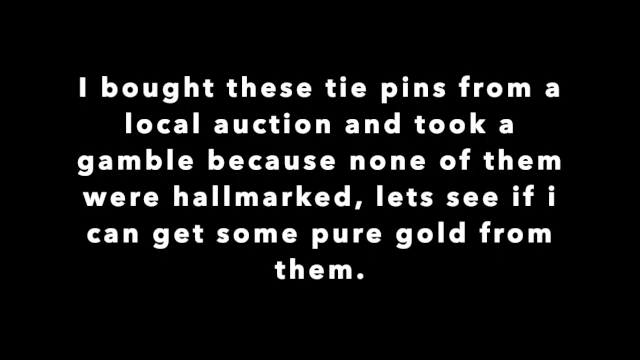 I bought these tie pins from a
local auction and took a
gamble because none of them
were hallmarked, lets see if i
can get some pure gold from
them.